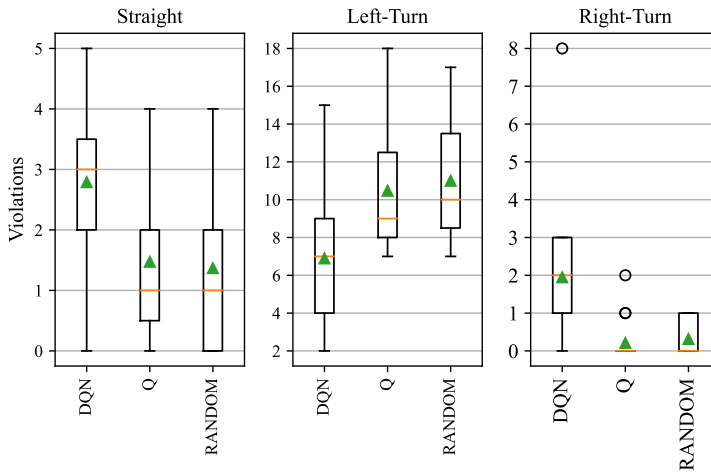 Straight
Left-Turn
Right-Turn
Violations
5
4
3
2
1
0
DQN
Q
RANDOM
18
16
14
12
10
8
6
4
2
DQN
Q
RANDOM
8
7
6
5
4
3
2
1
0
DQN
Q
RANDOM